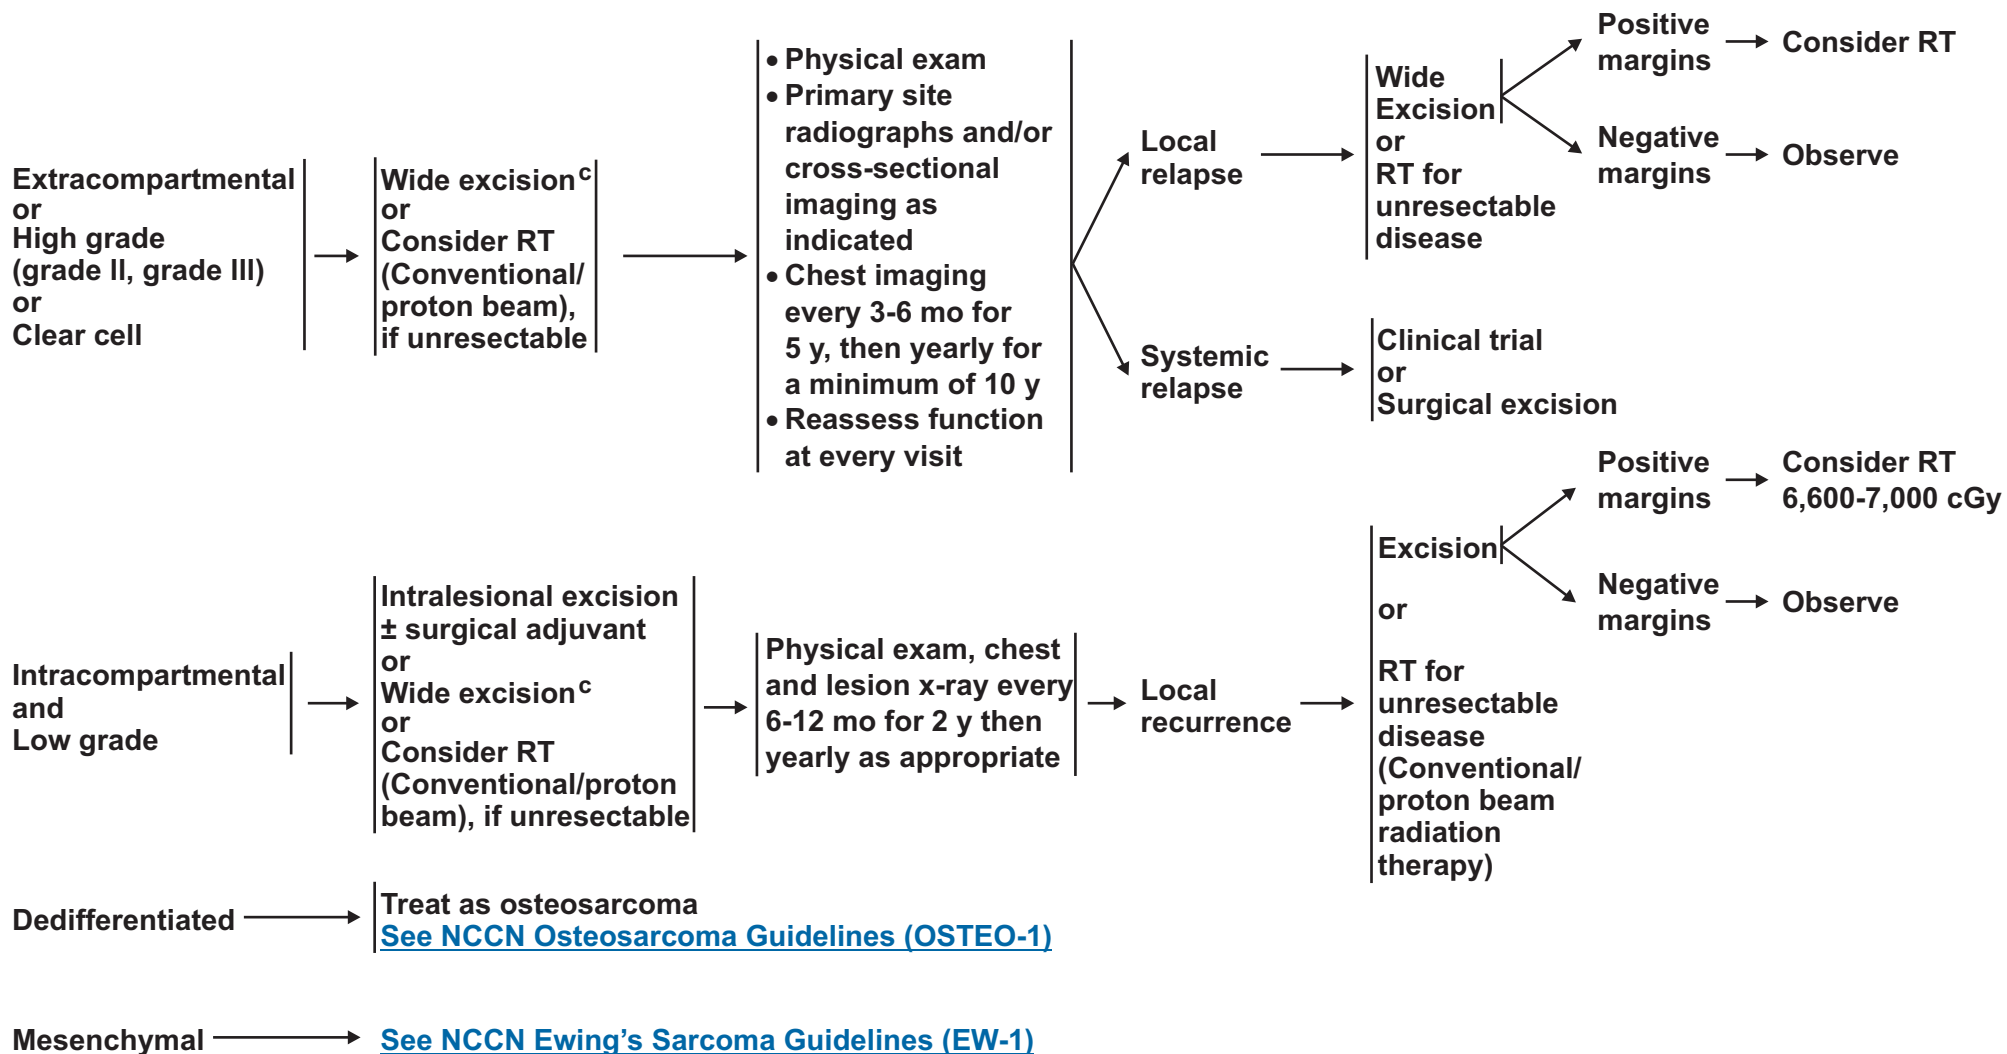 Extracompartmental
or
High grade
(grade II, grade III)
or
Clear cell
Wide excisionᶜ
or
Consider RT
(Conventional/
proton beam),
if unresectable
• Physical exam
• Primary site
radiographs and/or
cross-sectional
imaging as
indicated
• Chest imaging
every 3-6 mo for
5 y, then yearly for
a minimum of 10 y
• Reassess function
at every visit
Local
relapse
Wide
Excision
or
RT for
unresectable
disease
Positive
margins
Consider RT
Negative
margins
Observe
Systemic
relapse
Clinical trial
or
Surgical excision
Intracompartmental
and
Low grade
Intralesional excision
± surgical adjuvant
or
Wide excisionᶜ
or
Consider RT
(Conventional/proton
beam), if unresectable
Physical exam, chest
and lesion x-ray every
6-12 mo for 2 y then
yearly as appropriate
Local
recurrence
Excision
or
RT for
unresectable
disease
(Conventional/
proton beam
radiation
therapy)
Positive
margins
Consider RT
6,600-7,000 cGy
Negative
margins
Observe
Dedifferentiated
Treat as osteosarcoma
See NCCN Osteosarcoma Guidelines (OSTEO-1)
Mesenchymal
See NCCN Ewing’s Sarcoma Guidelines (EW-1)